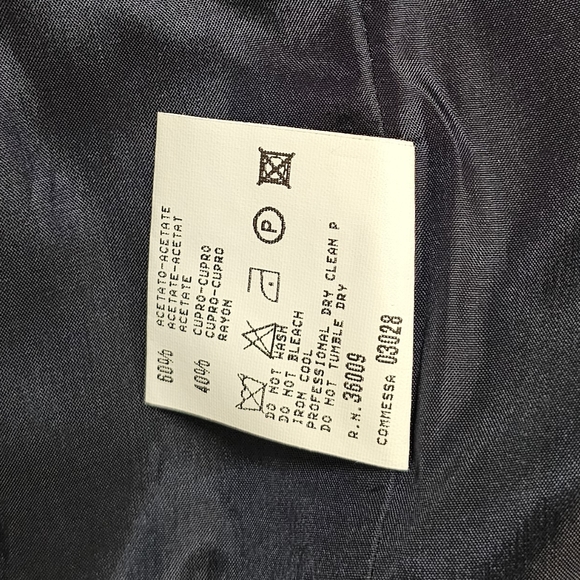 60% ACETATO-ACETATE
ACETATE-ACETAT
ACETATE
40% CUPRO-CUPRO
CUPRO-CUPRO
RAYON
P
DO NOT WASH
DO NOT BLEACH
IRON COOL
PROFESSIONAL DRY CLEAN P
DO NOT TUMBLE DRY
R.N. 36009
COMMESSA 03028